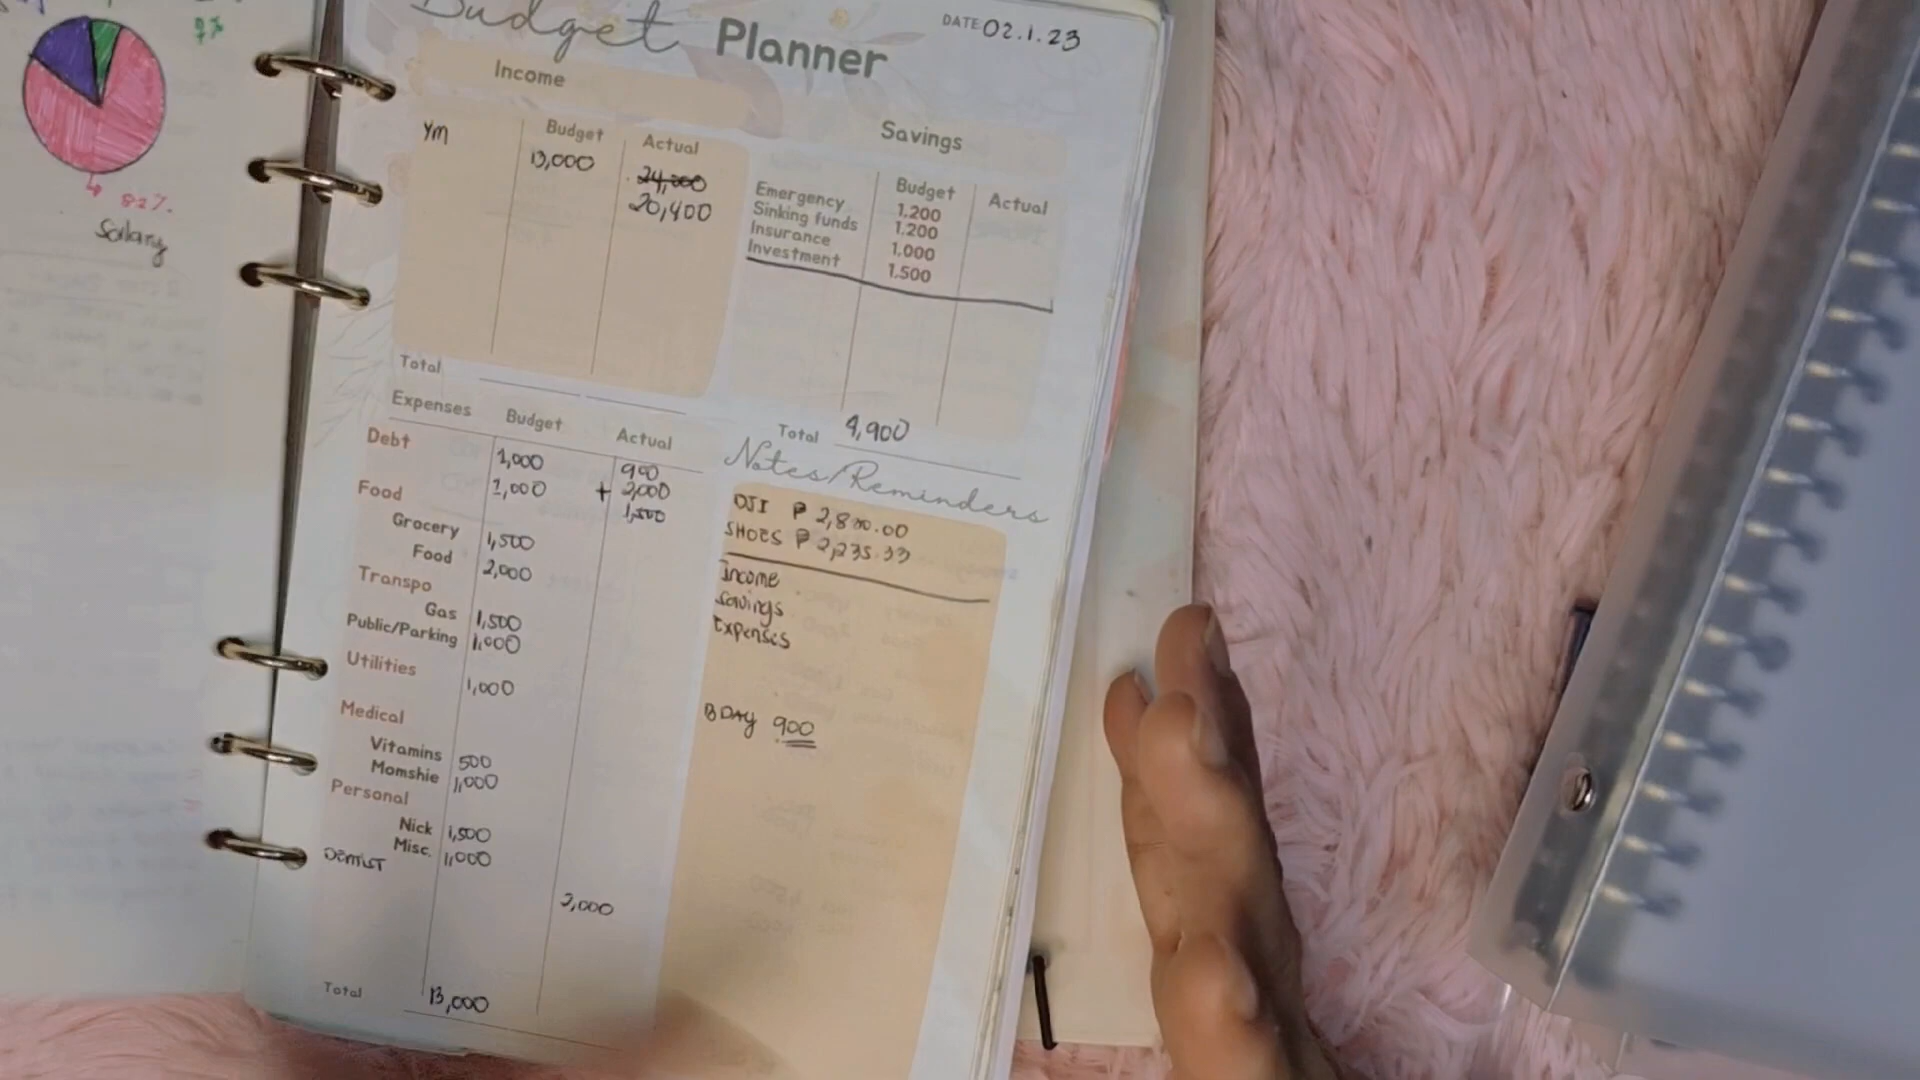 Budget Planner
DATE 02.1.23
Income
Budget Actual
YM 13,000 24,000
20,400
Total
Savings
Budget Actual
Emergency 1.200
Sinking funds 1.200
Insurance 1.000
Investment 1.500
Total 4,900
Expenses Budget Actual
Debt 1,000 900
1,000 + 2,000
Food 1,500
Grocery 1,500
Food 2,000
Transpo
Gas 1,500
Public/Parking 1,000
Utilities
1,000
Medical
Vitamins 500
Momshie 1,000
Personal
Nick 1,500
Misc. 1,000
DENTIST
2,000
Total 13,000
Notes/Reminders
SHOES ₱ 2,235.33
Income
Savings
Expenses
BDAY 900
82%
Salary